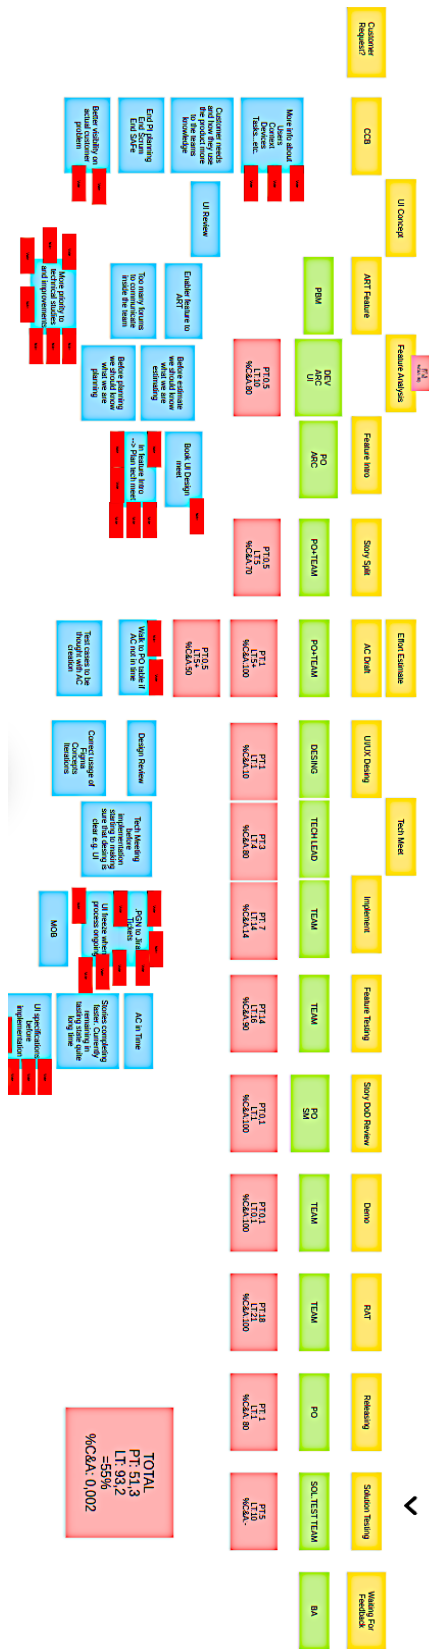 UI Concept
Feature Analysis
Effort Estimate
Tech Meet
Customer
Request?
CCB
ART Feature
Feature Intro
Story Split
AC Draft
UI/UX Desing
Implement
Feature Testing
Story DoD Review
Demo
RAT
Releasing
Solution Testing
Waiting For
Feedback
PBM
DEV
ARC
UI
PO
ARC
PO+TEAM
PO+TEAM
DESING
TECH LEAD
TEAM
TEAM
PO
SM
TEAM
TEAM
PO
SOL.TEST TEAM
BA
PT:0.5
LT:10
%C&A:80
PT:0.5
LT:5
%C&A:70
PT:1
LT:5+
%C&A:100
PT:1
LT:1
%C&A:10
PT:3
LT:4
%C&A:80
PT:7
LT:14
%C&A:14
PT:14
LT:16
%C&A:90
PT:0,1
LT:1
%C&A:100
PT:0,1
LT:0,1
%C&A:100
PT:18
LT:21
%C&A:100
PT: 1
LT:1
%C&A: 80
PT:5
LT:10
%C&A:-
PT:0.5
LT:5+
%C&A:50
More info about
Users
Context
Devices
Tasks...etc.
Customer needs
and how they use
the product more
to the teams
knowledge
End PI planning
End Scrum
End SAFe
Better visibility on
actual customer
problem
UI Review
Enabler feature to
ART
Too many forums
to communicate
inside the team
More priority to
technical studies
and improvements
Before estimate
we should know
what we are
estimating
Before planning
we should know
what we are
planning
Book UI Design
meet
In feature Intro
--> Plan tech meet
Walk to PO table if
AC not in time
Test cases to be
thought with AC
creation
Design Review
Correct usage of
Figma
Concepts
Iterations
Tech Meeting
before
implementation
starting to making
sure that desing is
clear e.g. UI
.PGN to Jira
Tickets
UI freeze when
process ongoing
MOB
AC in Time
Stories completing
faster. Currently
remaining in
tasting state quite
long time
UI specifications
before
implementation
TOTAL
PT: 51,3
LT: 93,2
=55%
%C&A: 0,002